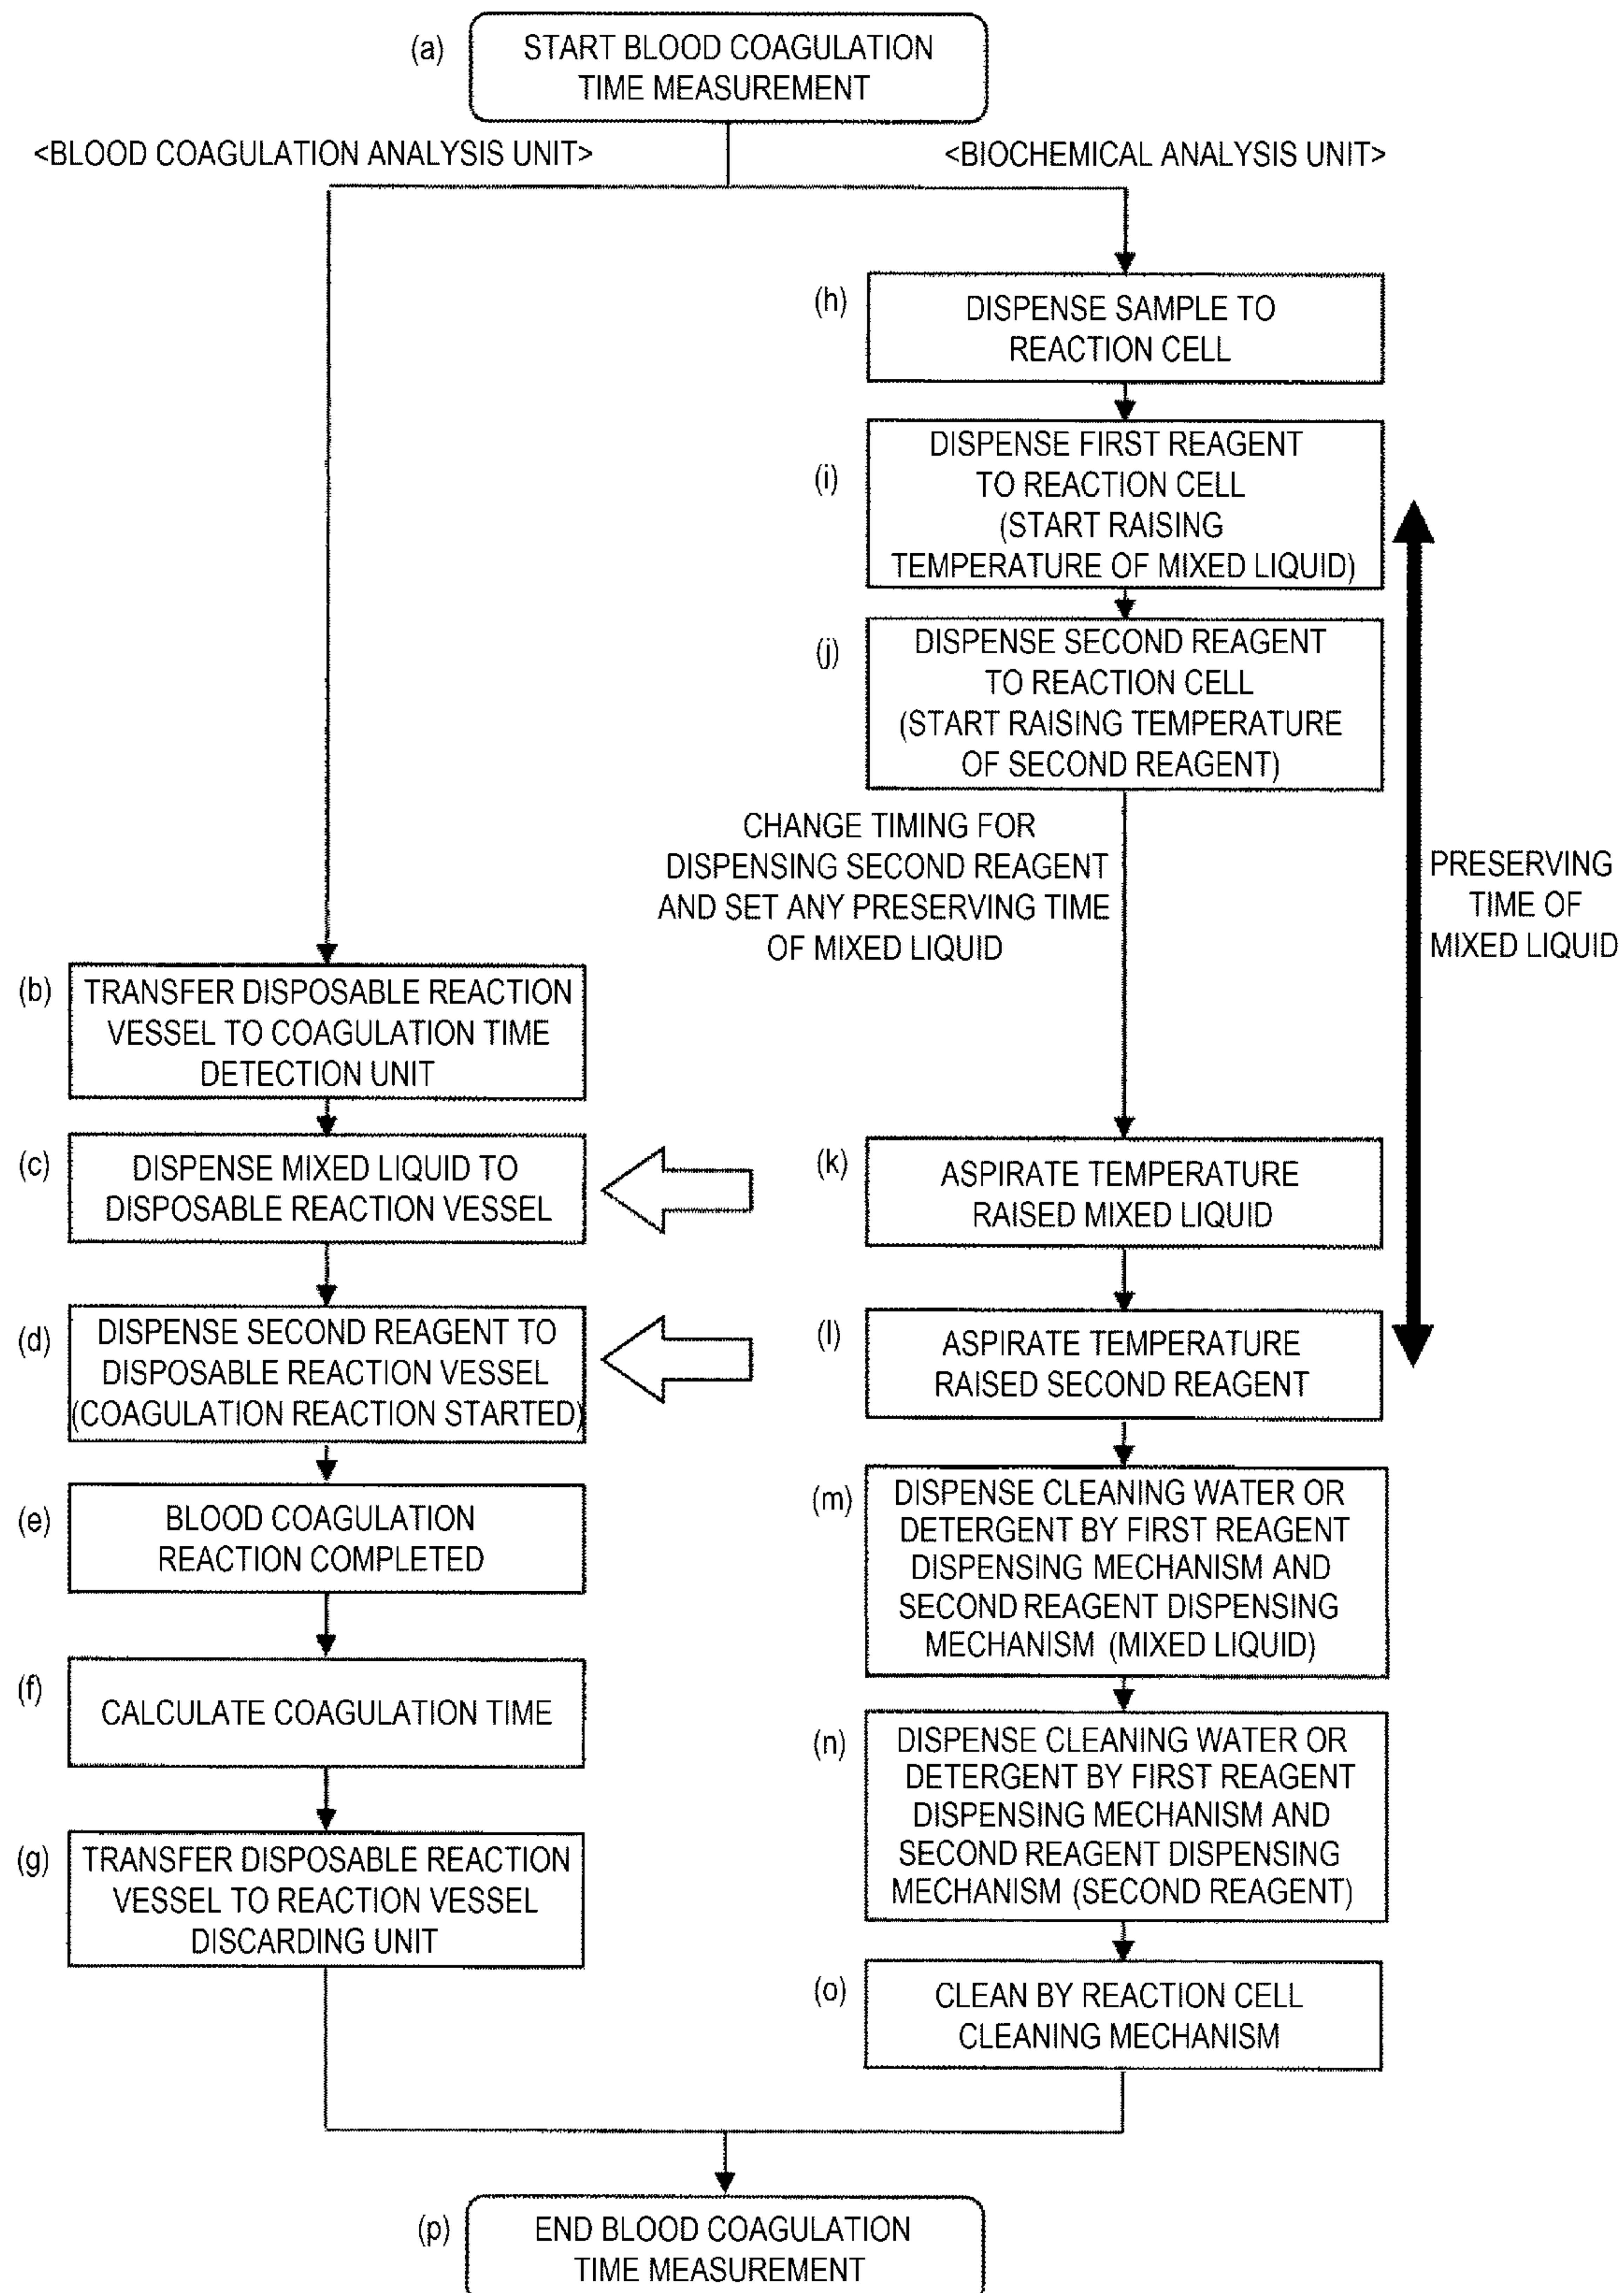 (a)
START BLOOD COAGULATION
TIME MEASUREMENT
<BLOOD COAGULATION ANALYSIS UNIT>
<BIOCHEMICAL ANALYSIS UNIT>
(h)
DISPENSE SAMPLE TO
REACTION CELL
(i)
DISPENSE FIRST REAGENT
TO REACTION CELL
(START RAISING
TEMPERATURE OF MIXED LIQUID)
(j)
DISPENSE SECOND REAGENT
TO REACTION CELL
(START RAISING TEMPERATURE
OF SECOND REAGENT)
CHANGE TIMING FOR
DISPENSING SECOND REAGENT
AND SET ANY PRESERVING TIME
OF MIXED LIQUID
PRESERVING
TIME OF
MIXED LIQUID
(b)
TRANSFER DISPOSABLE REACTION
VESSEL TO COAGULATION TIME
DETECTION UNIT
(c)
DISPENSE MIXED LIQUID TO
DISPOSABLE REACTION VESSEL
(k)
ASPIRATE TEMPERATURE
RAISED MIXED LIQUID
(d)
DISPENSE SECOND REAGENT TO
DISPOSABLE REACTION VESSEL
(COAGULATION REACTION STARTED)
(l)
ASPIRATE TEMPERATURE
RAISED SECOND REAGENT
(e)
BLOOD COAGULATION
REACTION COMPLETED
(m)
DISPENSE CLEANING WATER OR
DETERGENT BY FIRST REAGENT
DISPENSING MECHANISM AND
SECOND REAGENT DISPENSING
MECHANISM (MIXED LIQUID)
(f)
CALCULATE COAGULATION TIME
(n)
DISPENSE CLEANING WATER OR
DETERGENT BY FIRST REAGENT
DISPENSING MECHANISM AND
SECOND REAGENT DISPENSING
MECHANISM (SECOND REAGENT)
(g)
TRANSFER DISPOSABLE REACTION
VESSEL TO REACTION VESSEL
DISCARDING UNIT
(o)
CLEAN BY REACTION CELL
CLEANING MECHANISM
(p)
END BLOOD COAGULATION
TIME MEASUREMENT